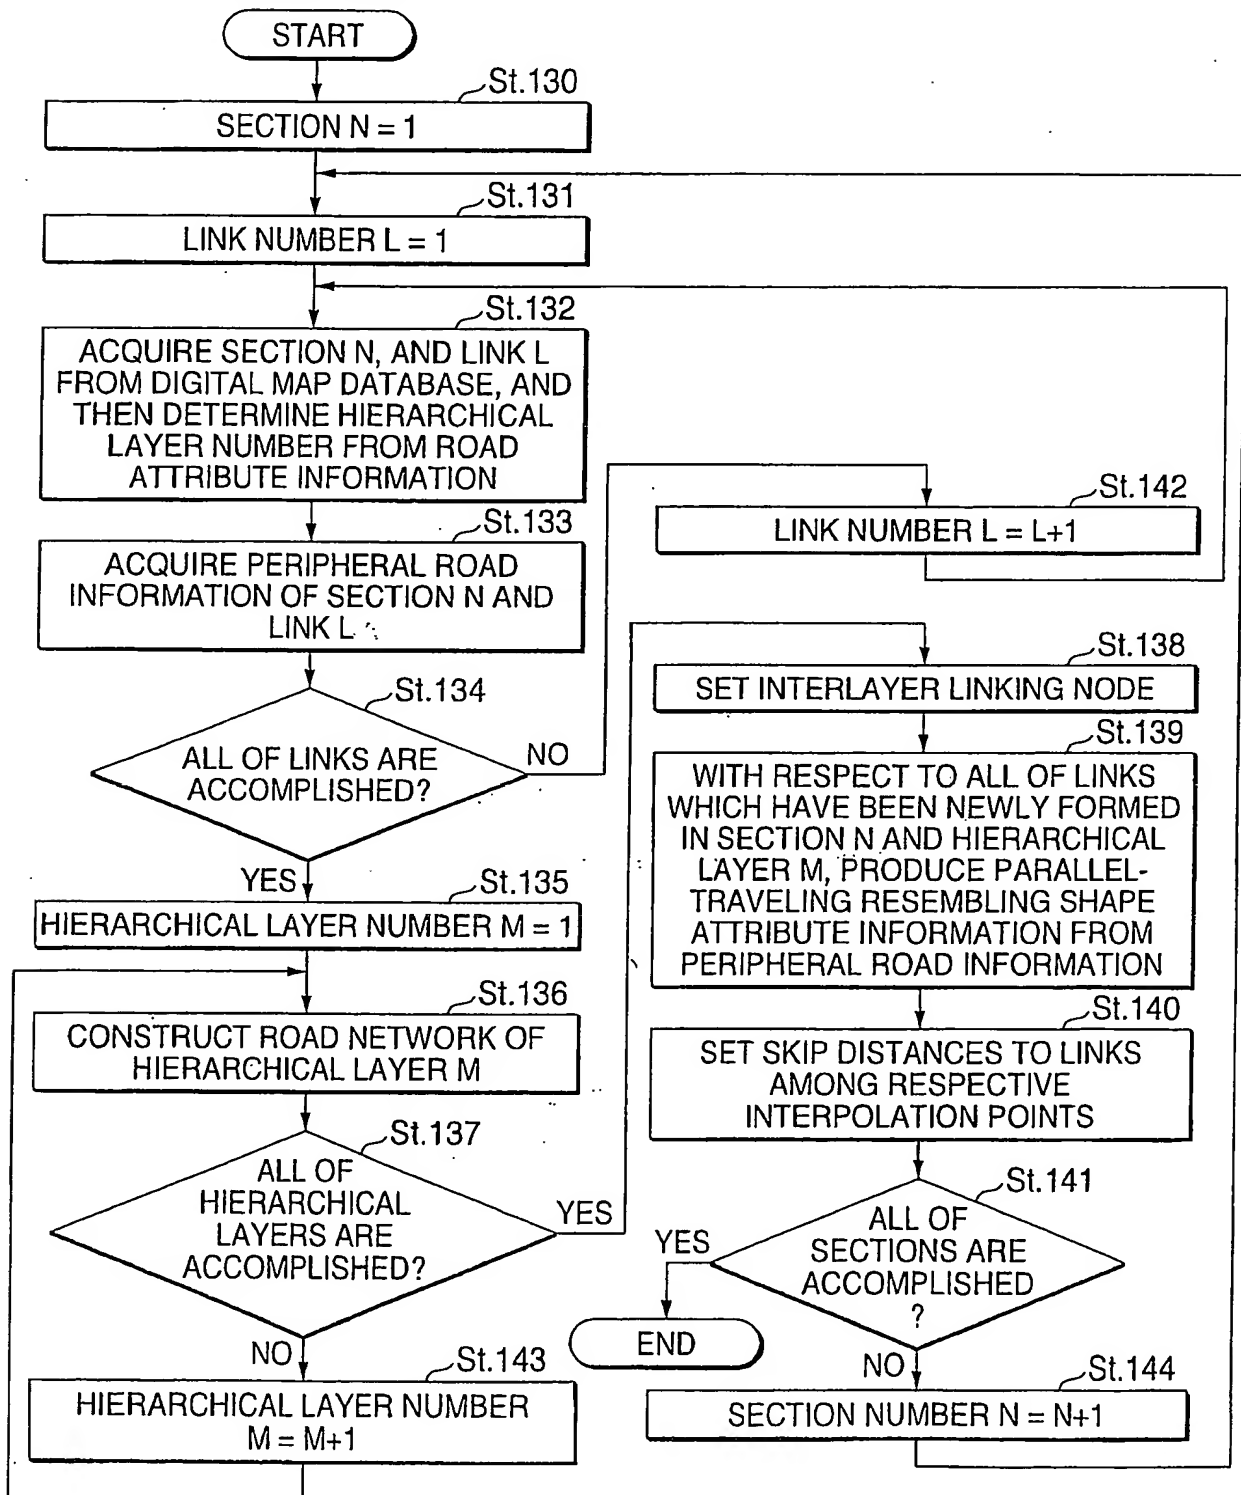 START
St.130
SECTION N = 1
St.131
LINK NUMBER L = 1
St.132
ACQUIRE SECTION N, AND LINK L
FROM DIGITAL MAP DATABASE, AND
THEN DETERMINE HIERARCHICAL
LAYER NUMBER FROM ROAD
ATTRIBUTE INFORMATION
St.133
ACQUIRE PERIPHERAL ROAD
INFORMATION OF SECTION N AND
LINK L
St.134
ALL OF LINKS ARE
ACCOMPLISHED?
NO
YES
St.135
HIERARCHICAL LAYER NUMBER M = 1
St.136
CONSTRUCT ROAD NETWORK OF
HIERARCHICAL LAYER M
St.137
ALL OF
HIERARCHICAL
LAYERS ARE
ACCOMPLISHED?
YES
NO
St.143
HIERARCHICAL LAYER NUMBER
M = M+1
St.142
LINK NUMBER L = L+1
St.138
SET INTERLAYER LINKING NODE
St.139
WITH RESPECT TO ALL OF LINKS
WHICH HAVE BEEN NEWLY FORMED
IN SECTION N AND HIERARCHICAL
LAYER M, PRODUCE PARALLEL-
TRAVELING RESEMBLING SHAPE
ATTRIBUTE INFORMATION FROM
PERIPHERAL ROAD INFORMATION
St.140
SET SKIP DISTANCES TO LINKS
AMONG RESPECTIVE
INTERPOLATION POINTS
St.141
ALL OF
SECTIONS ARE
ACCOMPLISHED
?
YES
END
NO
St.144
SECTION NUMBER N = N+1